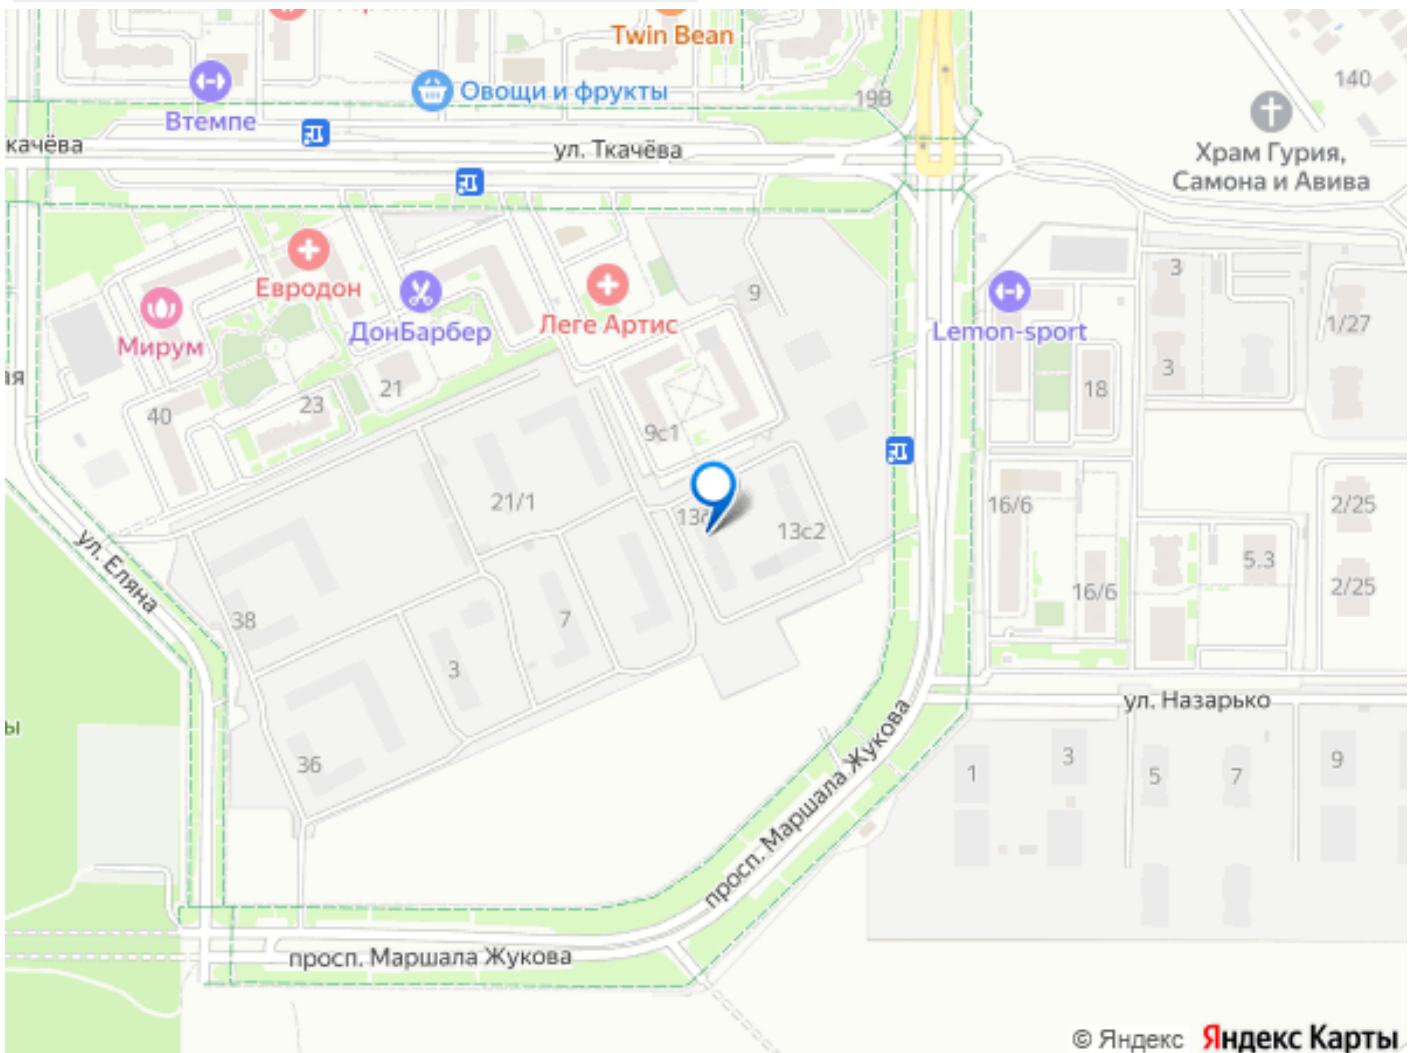 Twin Bean
Втемпе
Овощи и фрукты
19В
140
качёва
ул. Ткачёва
Храм Гурия,
Самона и Авива
Евродон
ДонБарбер
Леге Артис
Мирум
9
Lemon-sport
3
1/27
3
18
40
23
21
9с1
21/1
13с2
16/6
2/25
ул. Еляна
38
7
3
16/6
5.3
2/25
ы
36
просп. Маршала Жукова
ул. Назарько
1
3
5
7
9
просп. Маршала Жукова
© Яндекс Яндекс Карты